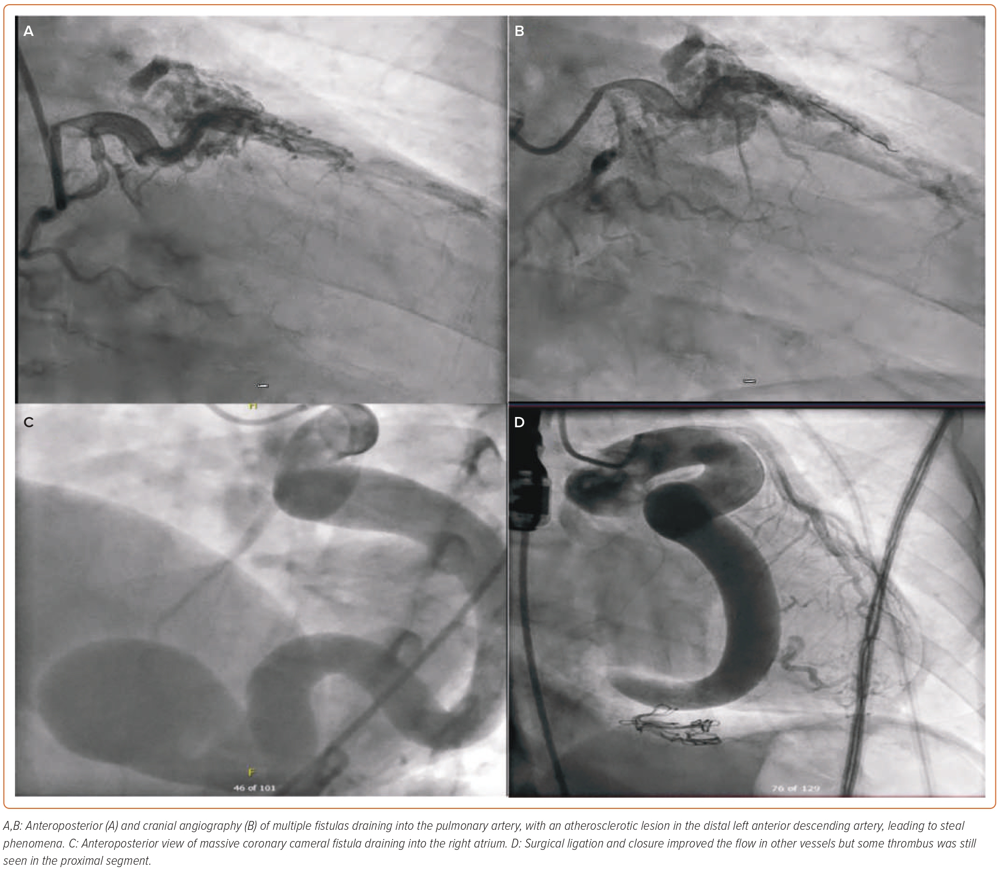 A
B
H
C
D
F
46 of 101
76 of 129
A,B: Anteroposterior (A) and cranial angiography (B) of multiple fistulas draining into the pulmonary artery, with an atherosclerotic lesion in the distal left anterior descending artery, leading to steal
phenomena. C: Anteroposterior view of massive coronary cameral fistula draining into the right atrium. D: Surgical ligation and closure improved the flow in other vessels but some thrombus was still
seen in the proximal segment.